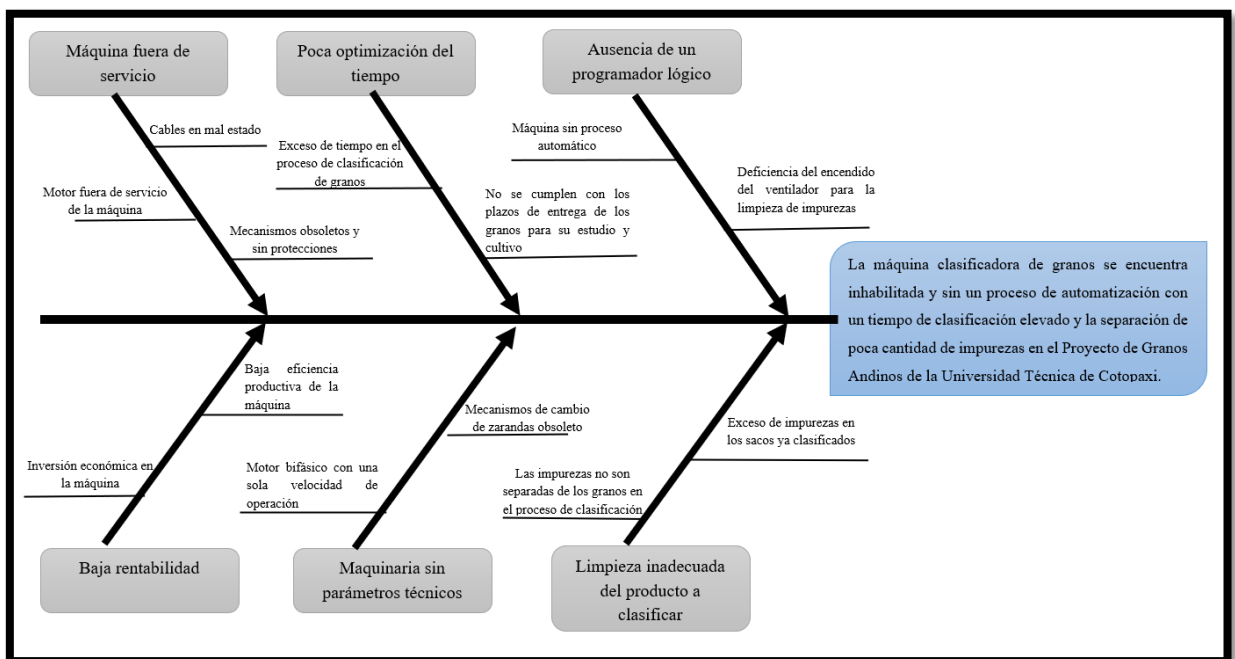 Máquina fuera de
servicio
Poca optimización del
tiempo
Ausencia de un
programador lógico
Cables en mal estado
Motor fuera de servicio
de la máquina
Mecanismos obsoletos y
sin protecciones
Exceso de tiempo en el
proceso de clasificación
de granos
No se cumplen con los
plazos de entrega de los
granos para su estudio y
cultivo
Máquina sin proceso
automático
Deficiencia del encendido
del ventilador para la
limpieza de impurezas
La máquina clasificadora de granos se encuentra
inhabilitada y sin un proceso de automatización con
un tiempo de clasificación elevado y la separación de
poca cantidad de impurezas en el Proyecto de Granos
Andinos de la Universidad Técnica de Cotopaxi.
Baja eficiencia
productiva de la
máquina
Inversión económica en
la máquina
Mecanismos de cambio
de zarandas obsoleto
Motor bifásico con una
sola velocidad de
operación
Exceso de impurezas en
los sacos ya clasificados
Las impurezas no son
separadas de los granos en
el proceso de clasificación
Baja rentabilidad
Maquinaria sin
parámetros técnicos
Limpieza inadecuada
del producto a
clasificar